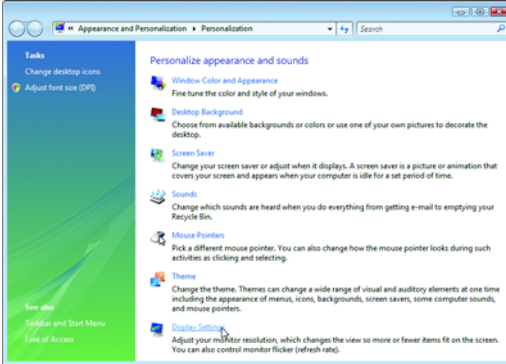 « Appearance and Personalization ▸ Personalization
Search
Tasks
Change desktop icons
Adjust font size (DPI)
See also
Taskbar and Start Menu
Ease of Access
Personalize appearance and sounds
Window Color and Appearance
Fine tune the color and style of your windows.
Desktop Background
Choose from available backgrounds or colors or use one of your own pictures to decorate the
desktop.
Screen Saver
Change your screen saver or adjust when it displays. A screen saver is a picture or animation that
covers your screen and appears when your computer is idle for a set period of time.
Sounds
Change which sounds are heard when you do everything from getting e-mail to emptying your
Recycle Bin.
Mouse Pointers
Pick a different mouse pointer. You can also change how the mouse pointer looks during such
activities as clicking and selecting.
Theme
Change the theme. Themes can change a wide range of visual and auditory elements at one time
including the appearance of menus, icons, backgrounds, screen savers, some computer sounds,
and mouse pointers.
Display Settings
Adjust your monitor resolution, which changes the view so more or fewer items fit on the screen.
You can also control monitor flicker (refresh rate).